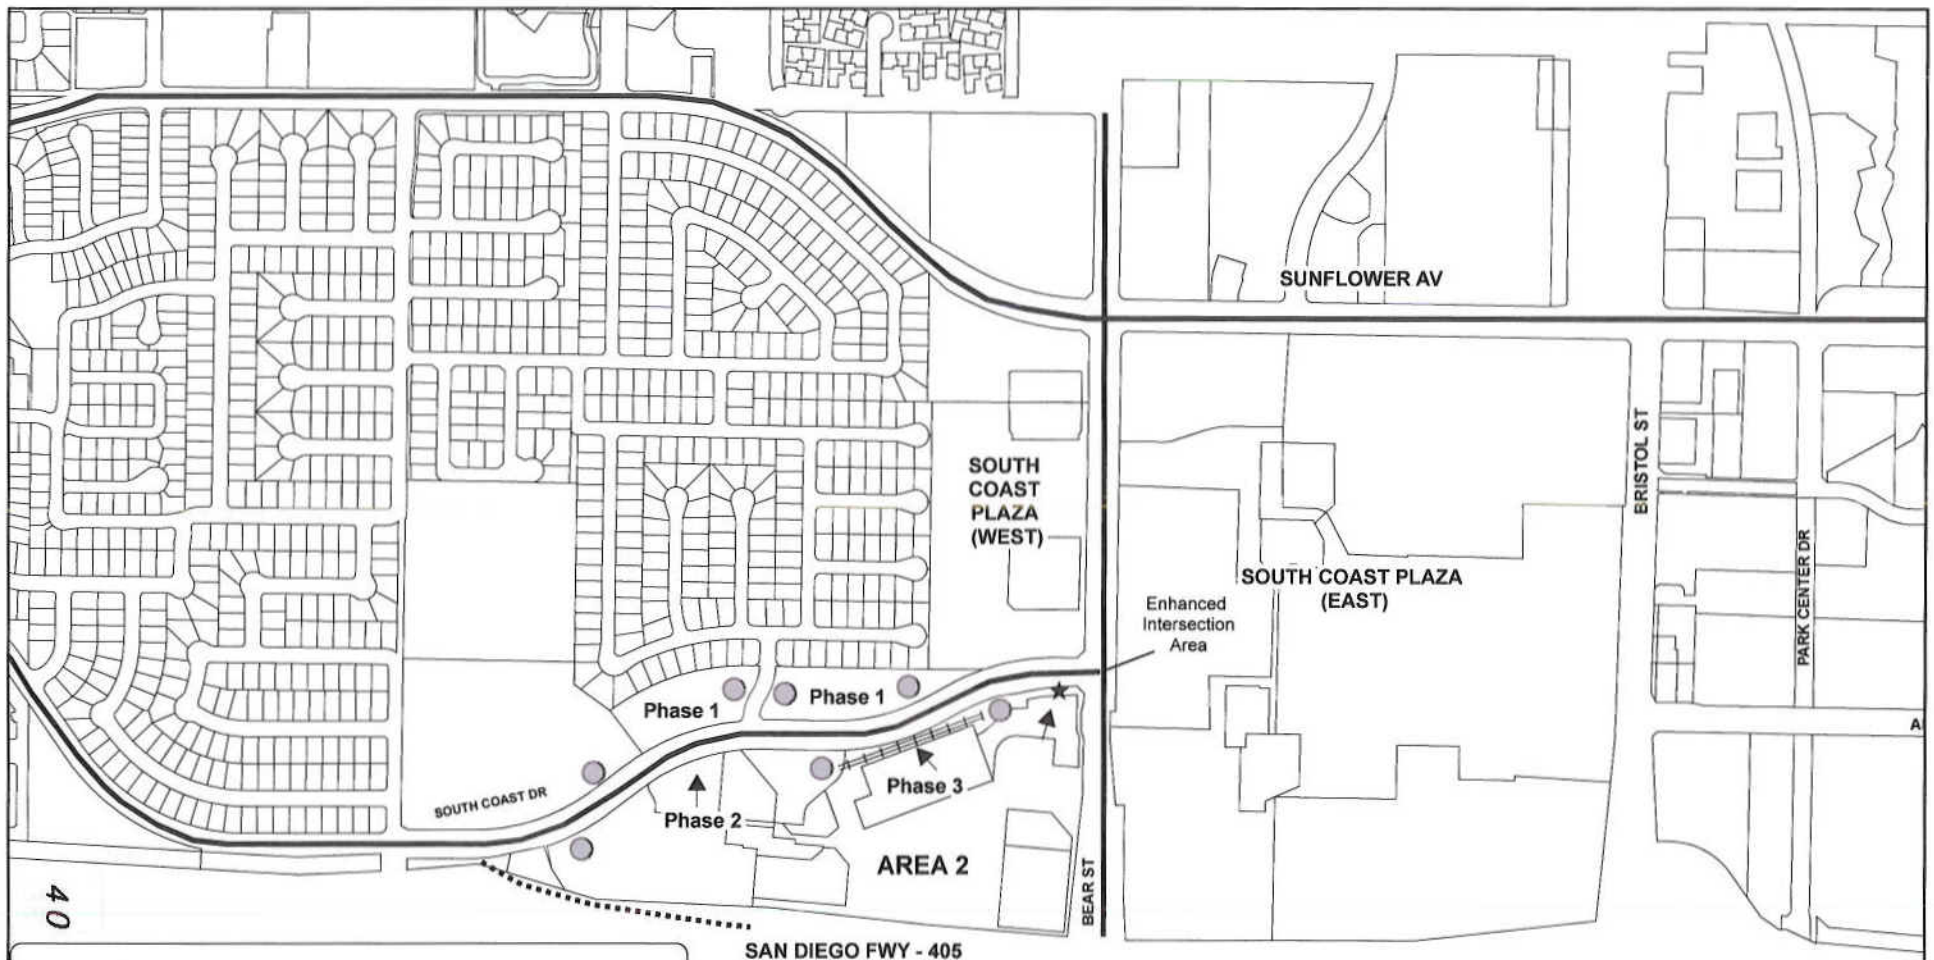 SUNFLOWER AV
BRISTOL ST
SOUTH
COAST
PLAZA
(WEST)
SOUTH COAST PLAZA
(EAST)
PARK CENTER DR
Enhanced
Intersection
Area
Phase 1
Phase 1
SOUTH COAST DR
Phase 3
Phase 2
AREA 2
BEAR ST
40
SAN DIEGO FWY - 405